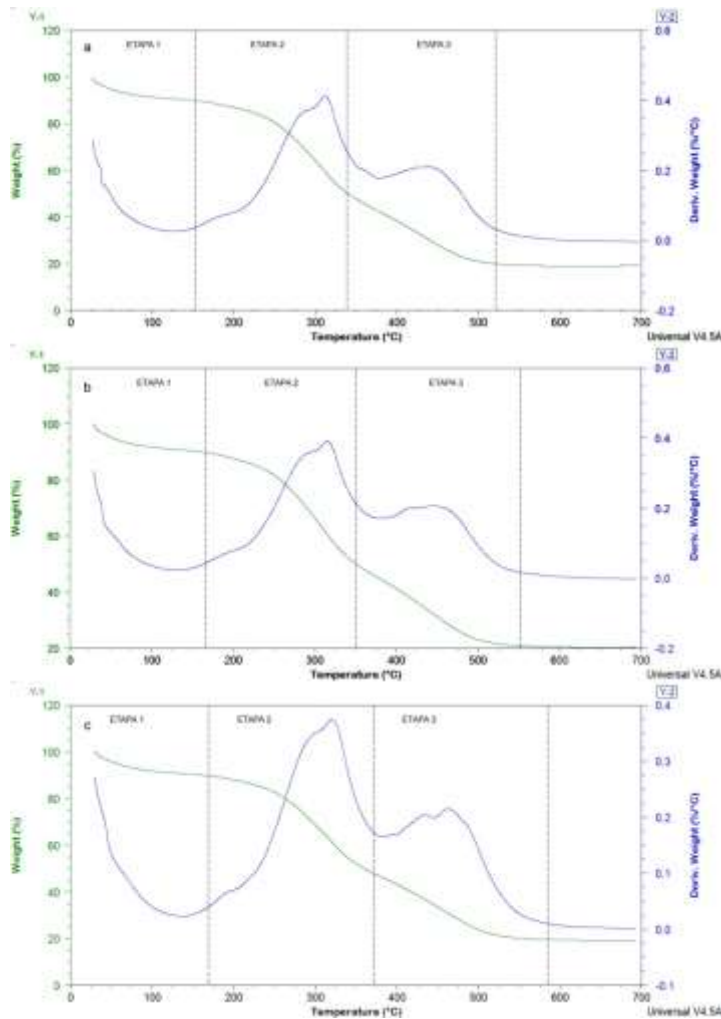 Y-1 Y-2
120 0.6
a ETAPA 1 ETAPA 2 ETAPA 3
100
0.4
80
Weight (%) 60 0.2 Deriv. Weight (%/°C)
40
0.0
20
0 -0.2
0 100 200 300 400 500 600 700
Temperature (°C) Universal V4.5A
Y-1 Y-2
120 0.6
b ETAPA 1 ETAPA 2 ETAPA 3
100
0.4
80
Weight (%) 0.2 Deriv. Weight (%/°C)
60
40 0.0
20 -0.2
0 100 200 300 400 500 600 700
Temperature (°C) Universal V4.5A
Y-1 Y-2
120 0.4
c ETAPA 1 ETAPA 2 ETAPA 3
100
0.3
80
0.2
Weight (%) 60 Deriv. Weight (%/°C)
0.1
40
20 0.0
0 -0.1
0 100 200 300 400 500 600 700
Temperature (°C) Universal V4.5A